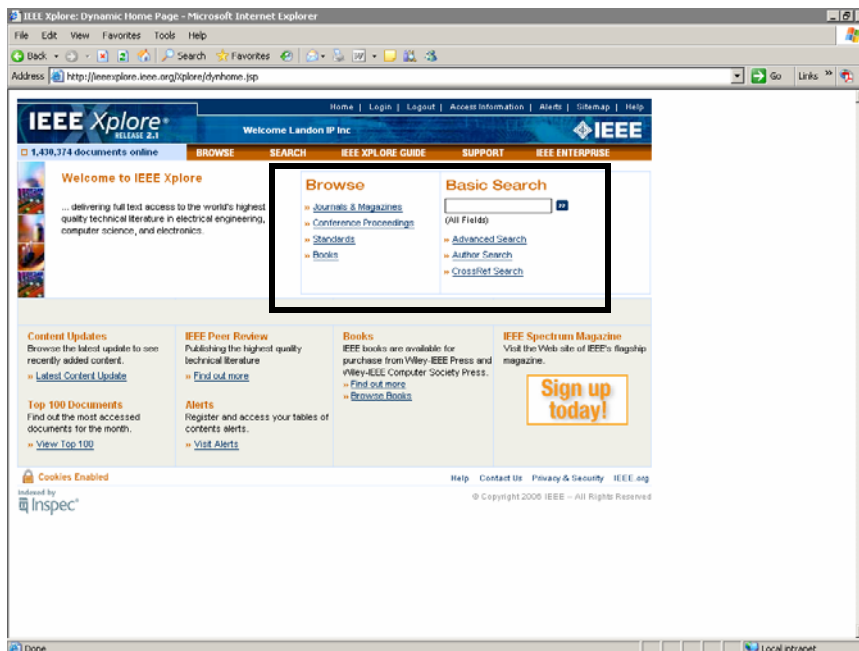 IEEE Xplore: Dynamic Home Page - Microsoft Internet Explorer
File Edit View Favorites Tools Help
Back Search Favorites
Address http://ieeexplore.ieee.org/Xplore/dynhome.jsp Go Links »
Home | Login | Logout | Access Information | Alerts | Sitemap | Help
IEEE Xplore®
RELEASE 2.1
Welcome Landon IP Inc
IEEE
1,430,374 documents online
BROWSE SEARCH IEEE XPLORE GUIDE SUPPORT IEEE ENTERPRISE
Welcome to IEEE Xplore
... delivering full text access to the world's highest
quality technical literature in electrical engineering,
computer science, and electronics.
Browse
» Journals & Magazines
» Conference Proceedings
» Standards
» Books
Basic Search
»
(All Fields)
» Advanced Search
» Author Search
» CrossRef Search
Content Updates
Browse the latest update to see
recently added content.
» Latest Content Update
Top 100 Documents
Find out the most accessed
documents for the month.
» View Top 100
IEEE Peer Review
Publishing the highest quality
technical literature
» Find out more
Alerts
Register and access your tables of
contents alerts.
» Visit Alerts
Books
IEEE books are available for
purchase from Wiley-IEEE Press and
Wiley-IEEE Computer Society Press.
» Find out more
» Browse Books
IEEE Spectrum Magazine
Visit the Web site of IEEE's flagship
magazine.
Sign up
today!
Cookies Enabled
Help Contact Us Privacy & Security IEEE.org
Indexed by
Inspec®
© Copyright 2006 IEEE – All Rights Reserved
Done
Local intranet